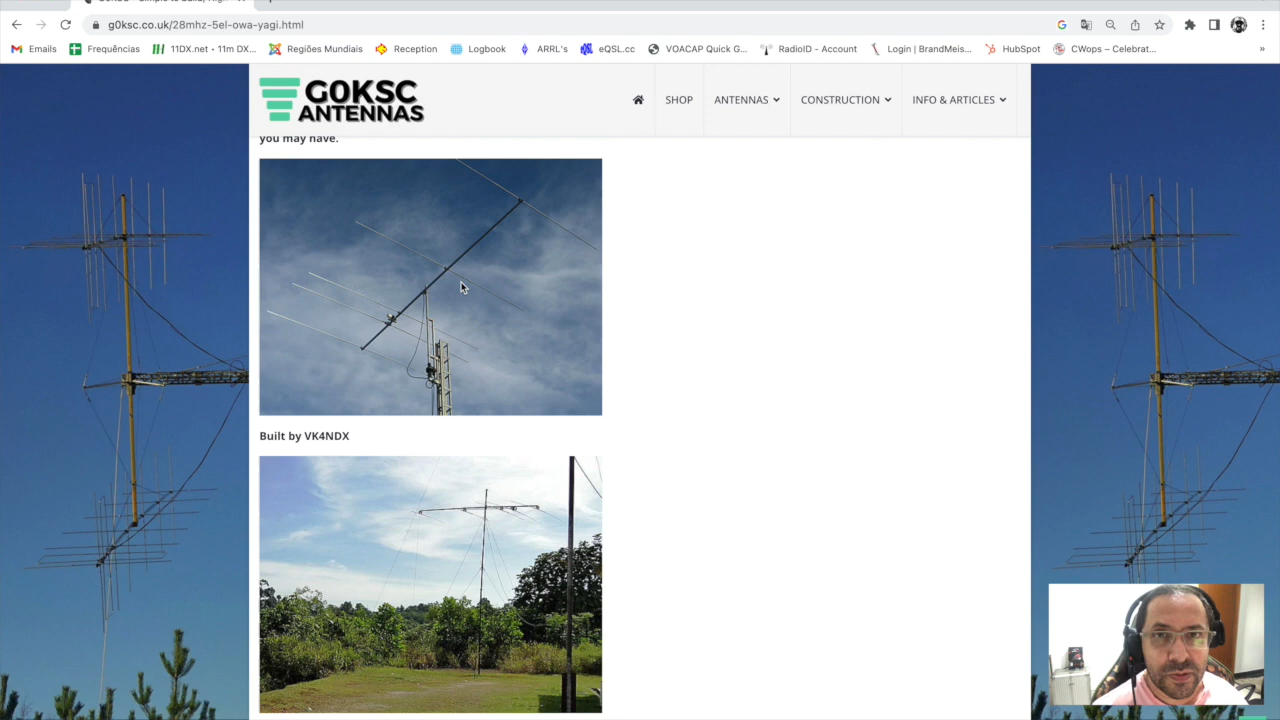 g0ksc.co.uk/28mhz-5el-owa-yagi.html
Emails Frequências 11DX.net • 11m DX... Regiões Mundiais Reception Logbook ARRL's eQSL.cc VOACAP Quick G... RadioID - Account Login | BrandMeis... HubSpot CWops – Celebrat... »
G0KSC
ANTENNAS
SHOP ANTENNAS CONSTRUCTION INFO & ARTICLES
you may have.
Built by VK4NDX